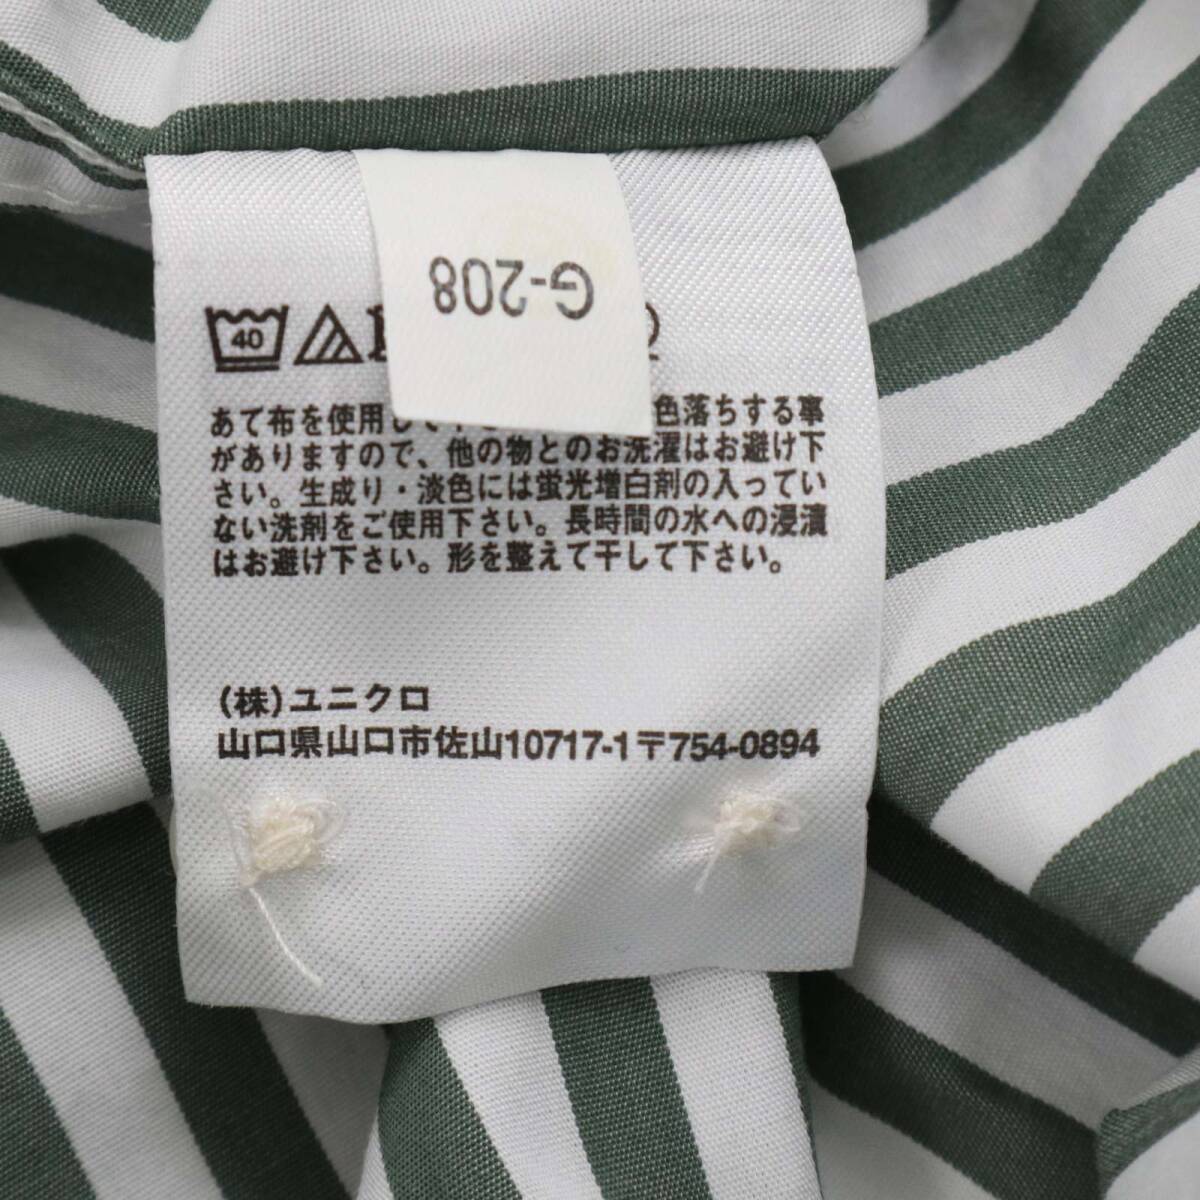 G-208
40
あて布を使用して下さ 色落ちする事
がありますので、他の物とのお洗濯はお避け下
さい。生成り・淡色には蛍光増白剤の入ってい
ない洗剤をご使用下さい。長時間の水への浸漬
はお避け下さい。形を整えて干して下さい。
(株)ユニクロ
山口県山口市佐山10717-1〒754-0894